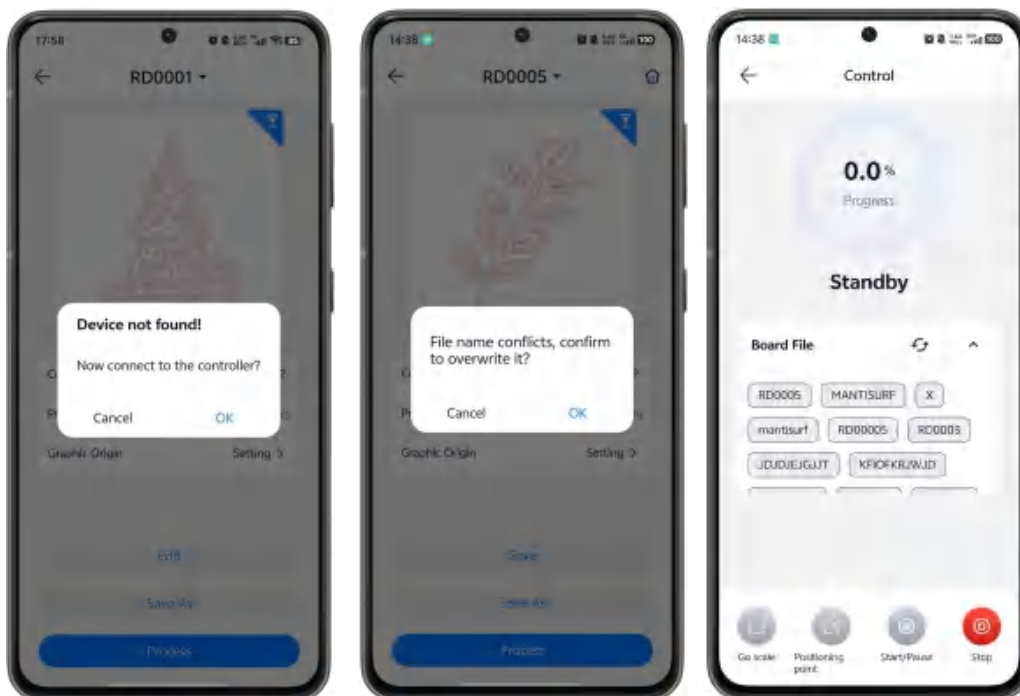 17:58
RD0001
Device not found!
Now connect to the controller?
Cancel
OK
Graphic Origin
Setting >
Edit
Save As
Process
14:38
100
RD0005
File name conflicts, confirm
to overwrite it?
Cancel
OK
Graphic Origin
Setting >
Save
Save As
Process
14:38
100
Control
0.0 %
Progress
Standby
Board File
RD0005
MANTISURF
X
mantisurf
RD00005
RD0003
Go scale
Positioning
point
Start/Pause
Stop